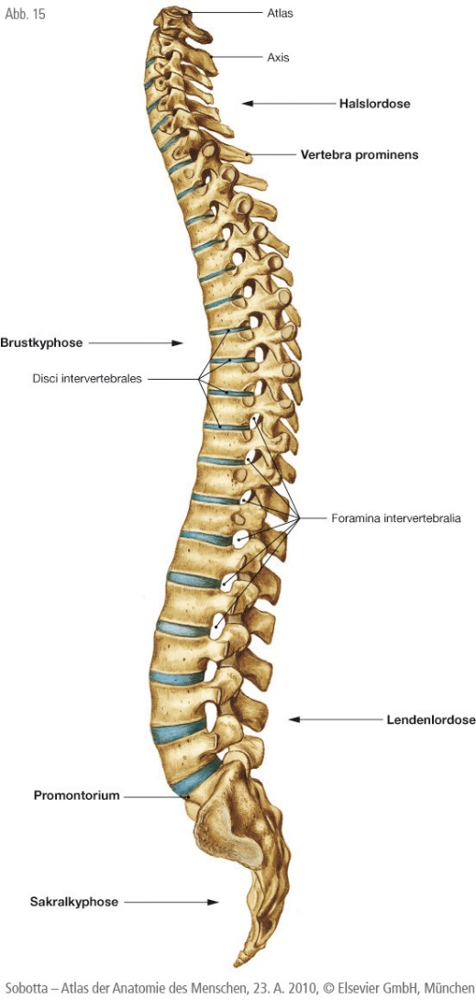 Abb. 15
Atlas
Axis
Halslordose
Vertebra prominens
Brustkyphose
Disci intervertebrales
Foramina intervertebralia
Lendenlordose
Promontorium
Sakralkyphose
Sobotta – Atlas der Anatomie des Menschen, 23. A. 2010, © Elsevier GmbH, München